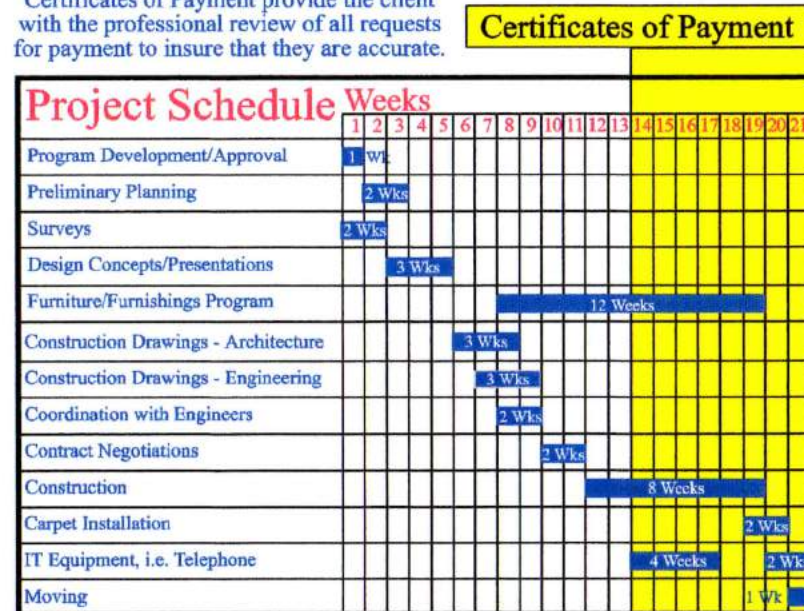 Certificates of Payment provide the client
with the professional review of all requests
for payment to insure that they are accurate.
Certificates of Payment
Project Schedule Weeks
1 2 3 4 5 6 7 8 9 10 11 12 13 14 15 16 17 18 19 20 21
Program Development/Approval 1 Wk
Preliminary Planning 2 Wks
Surveys 2 Wks
Design Concepts/Presentations 3 Wks
Furniture/Furnishings Program 12 Weeks
Construction Drawings - Architecture 3 Wks
Construction Drawings - Engineering 3 Wks
Coordination with Engineers 2 Wks
Contract Negotiations 2 Wks
Construction 8 Weeks
Carpet Installation 2 Wks
IT Equipment, i.e. Telephone 4 Weeks 2 Wk
Moving 1 Wk